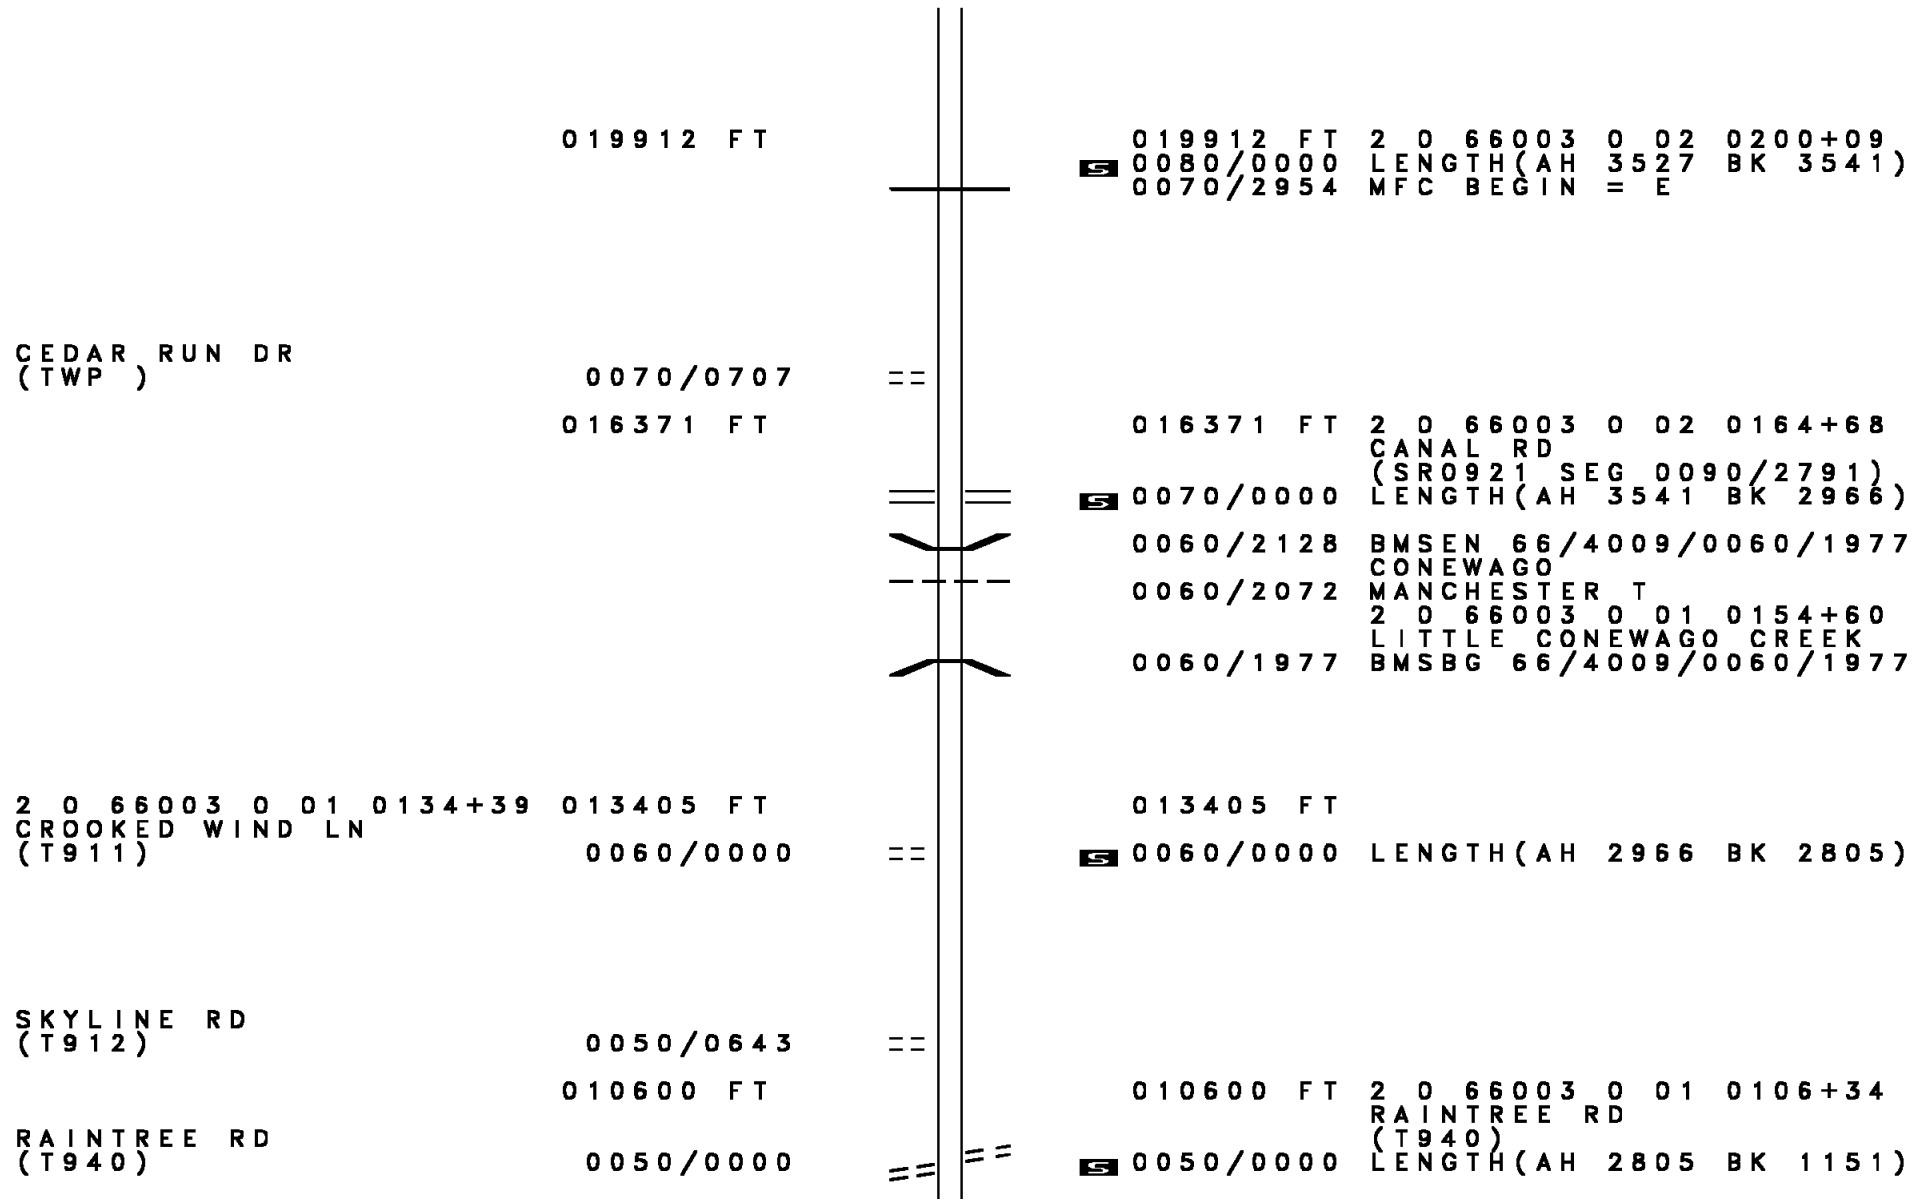 019912 FT 019912 FT 2 0 66003 0 02 0200+09
S 0080/0000 LENGTH(AH 3527 BK 3541)
0070/2954 MFC BEGIN = E
CEDAR RUN DR
(TWP ) 0070/0707
016371 FT 016371 FT 2 0 66003 0 02 0164+68
CANAL RD
(SR0921 SEG 0090/2791)
S 0070/0000 LENGTH(AH 3541 BK 2966)
0060/2128 BMSEN 66/4009/0060/1977
CONEWAGO
0060/2072 MANCHESTER T
2 0 66003 0 01 0154+60
LITTLE CONEWAGO CREEK
0060/1977 BMSBG 66/4009/0060/1977
2 0 66003 0 01 0134+39 013405 FT 013405 FT
CROOKED WIND LN
(T911) 0060/0000 S 0060/0000 LENGTH(AH 2966 BK 2805)
SKYLINE RD
(T912) 0050/0643
010600 FT 010600 FT 2 0 66003 0 01 0106+34
RAINTREE RD
(T940)
RAINTREE RD
(T940) 0050/0000 S 0050/0000 LENGTH(AH 2805 BK 1151)